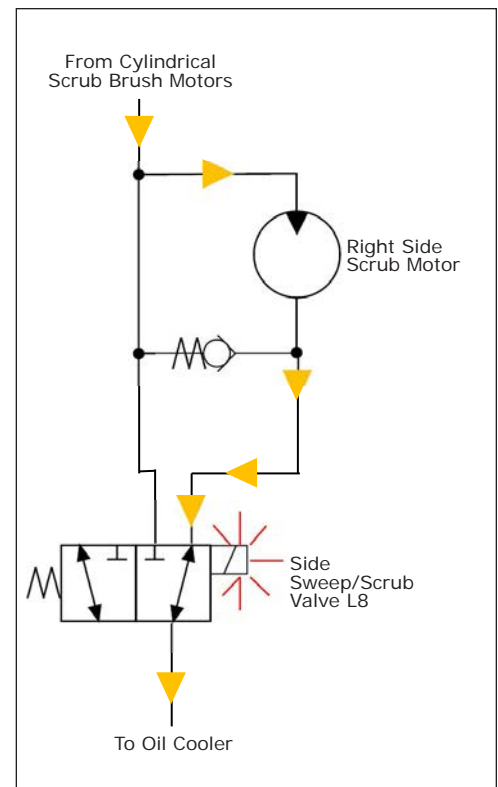 From Cylindrical
Scrub Brush Motors
Right Side
Scrub Motor
Side
Sweep/Scrub
Valve L8
To Oil Cooler